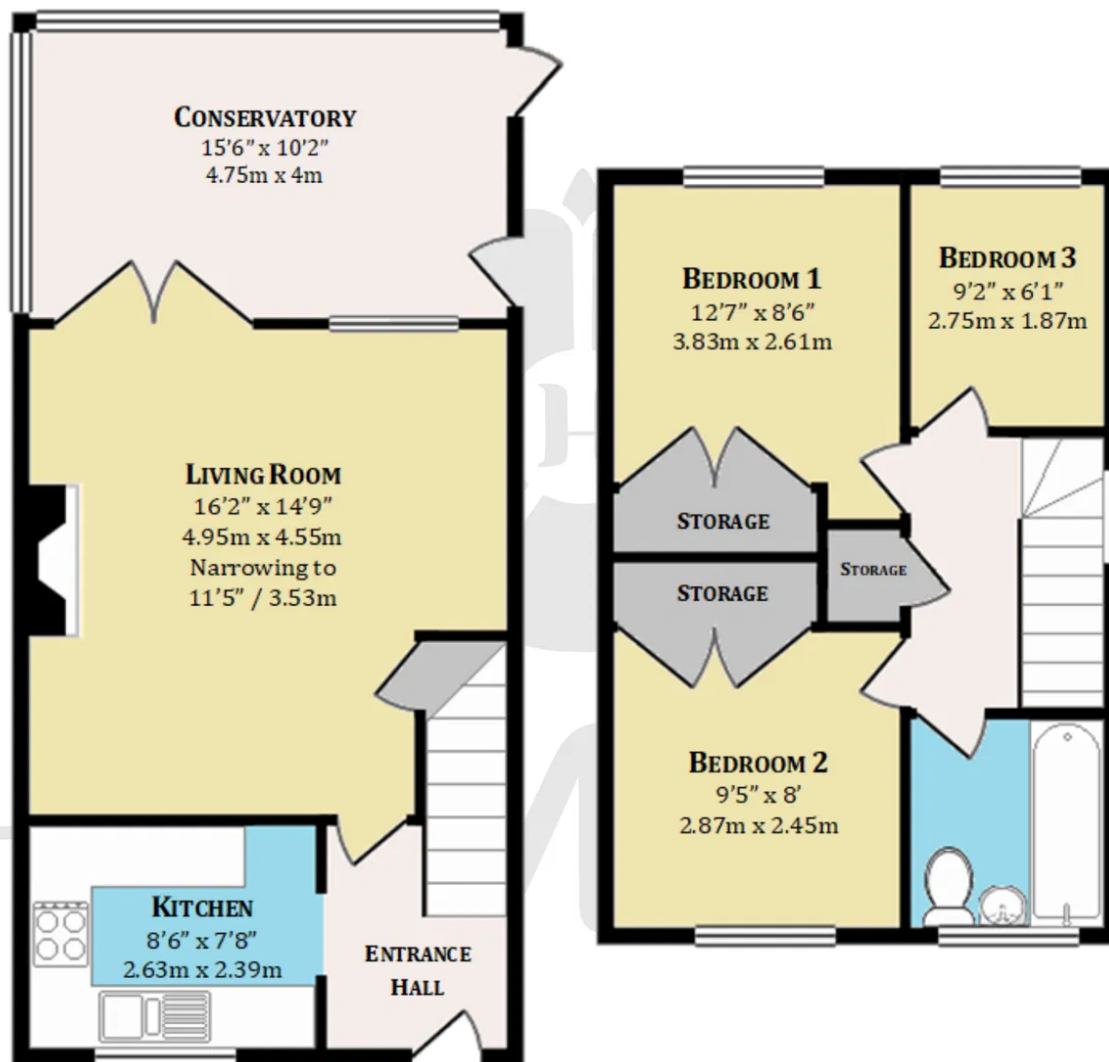 CONSERVATORY
15'6" x 10'2"
4.75m x 4m
LIVING ROOM
16'2" x 14'9"
4.95m x 4.55m
Narrowing to
11'5" / 3.53m
KITCHEN
8'6" x 7'8"
2.63m x 2.39m
ENTRANCE
HALL
BEDROOM 1
12'7" x 8'6"
3.83m x 2.61m
BEDROOM 3
9'2" x 6'1"
2.75m x 1.87m
STORAGE
STORAGE
STORAGE
BEDROOM 2
9'5" x 8'
2.87m x 2.45m